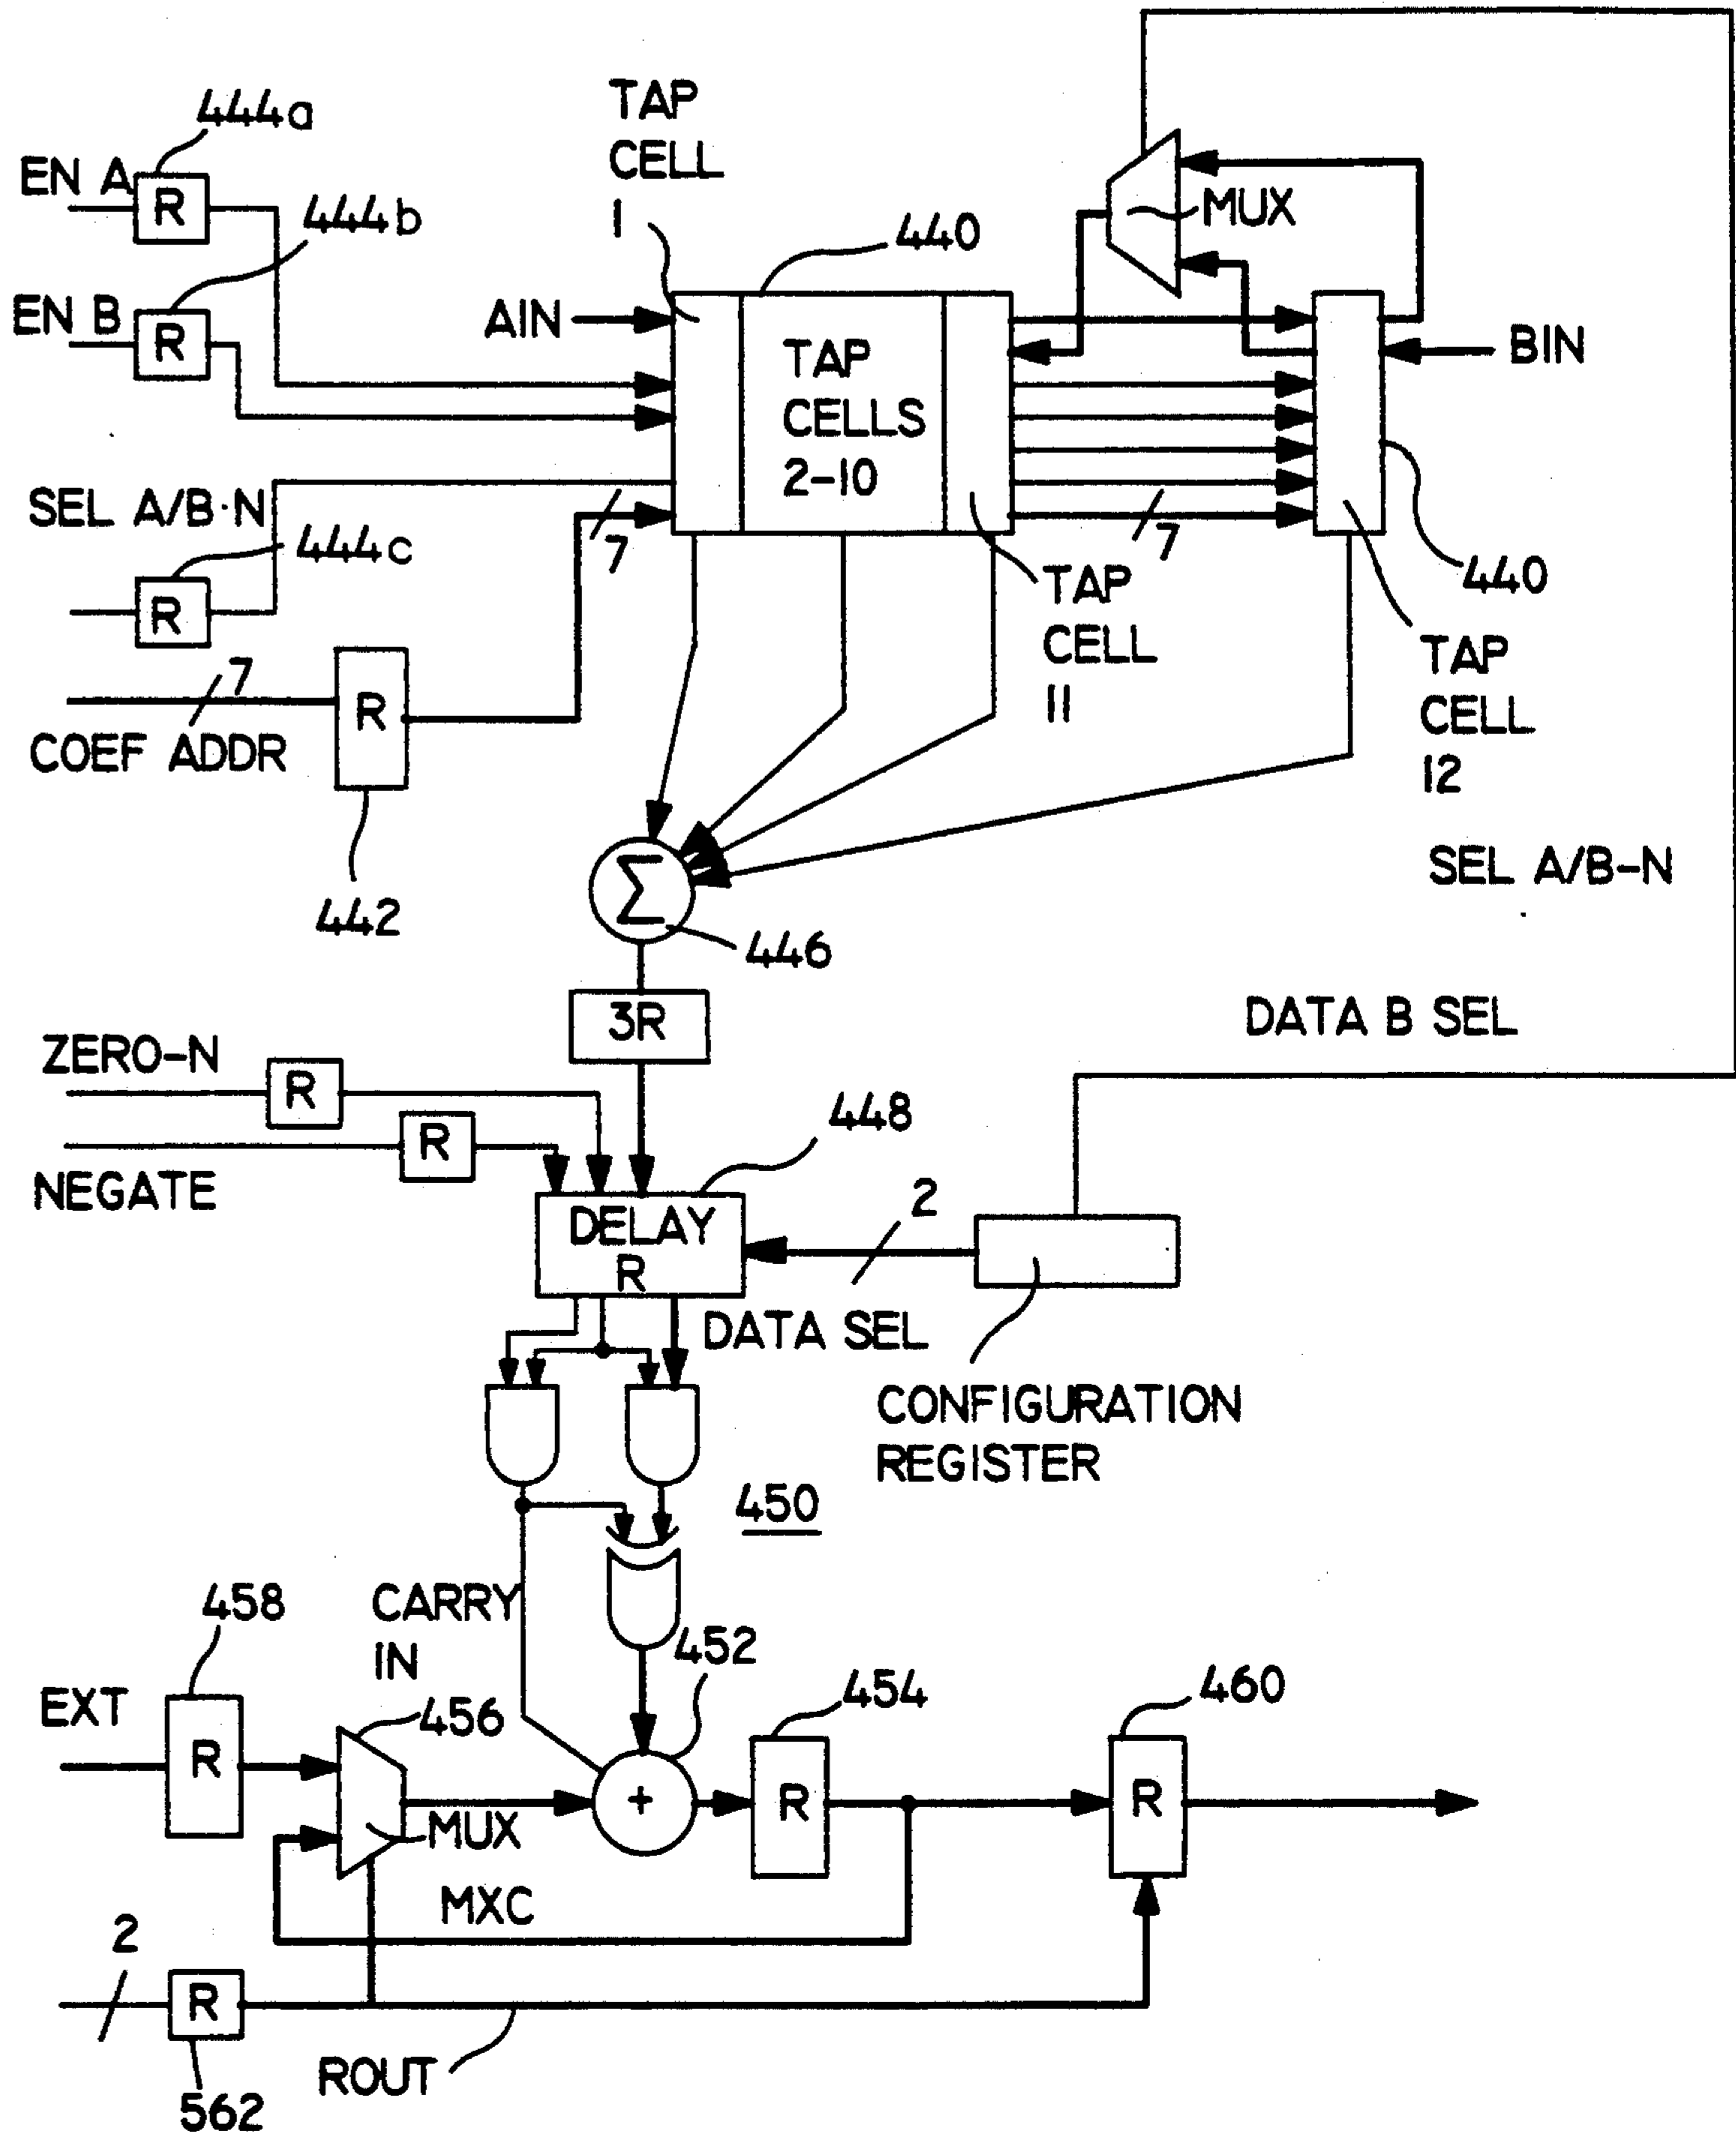 444a
EN A
R
444b
EN B
R
TAP
CELL
1
440
AIN
TAP
CELLS
2-10
MUX
BIN
SEL A/B·N
444c
R
7
7
7
COEF ADDR
R
442
TAP
CELL
11
440
TAP
CELL
12
SEL A/B-N
Σ
446
3R
DATA B SEL
ZERO-N
R
R
NEGATE
448
DELAY
R
2
DATA SEL
CONFIGURATION
REGISTER
450
CARRY
IN
458
EXT
R
456
MUX
452
+
454
R
460
R
MXC
2
R
562
ROUT